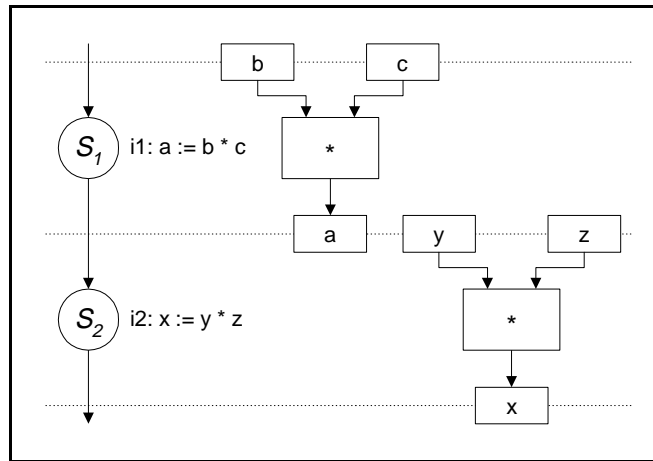 b c
S1 i1: a := b * c *
a y z
S2 i2: x := y * z *
x